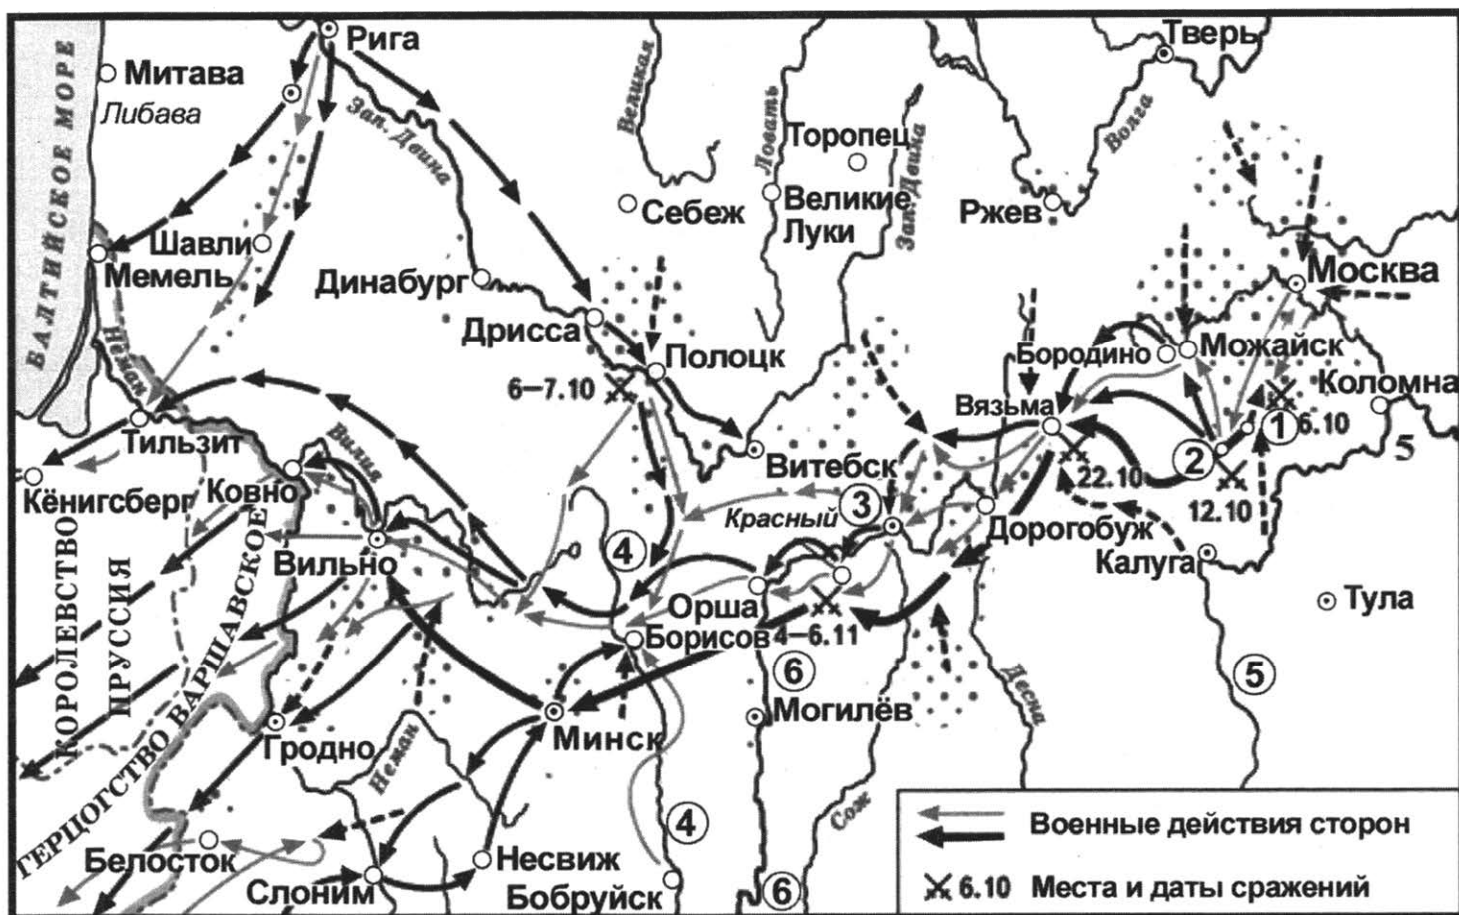 Рига
Тверь
Митава
Либава
БАЛТИЙСКОЕ МОРЕ
Зап. Двина
Великая
Ловать
Торопец
Зап. Двина
Волга
Себеж
Великие
Луки
Ржев
Шавли
Мемель
Динабург
Москва
Неман
Дрисса
Полоцк
Бородино
Можайск
6–7.10
Коломна
Вязьма
1
6.10
Тильзит
Вилия
Витебск
22.10
2
12.10
5
Кёнигсберг
Ковно
Красный
3
Дорогобуж
Вильно
4
Калуга
КОРОЛЕВСТВО
ПРУССИЯ
ГЕРЦОГСТВО ВАРШАВСКОЕ
Орша
Тула
Борисов
4–6.11
6
5
Десна
Гродно
Неман
Минск
Могилёв
Сож
4
Белосток
Слоним
Несвиж
Бобруйск
6
Военные действия сторон
6.10 Места и даты сражений